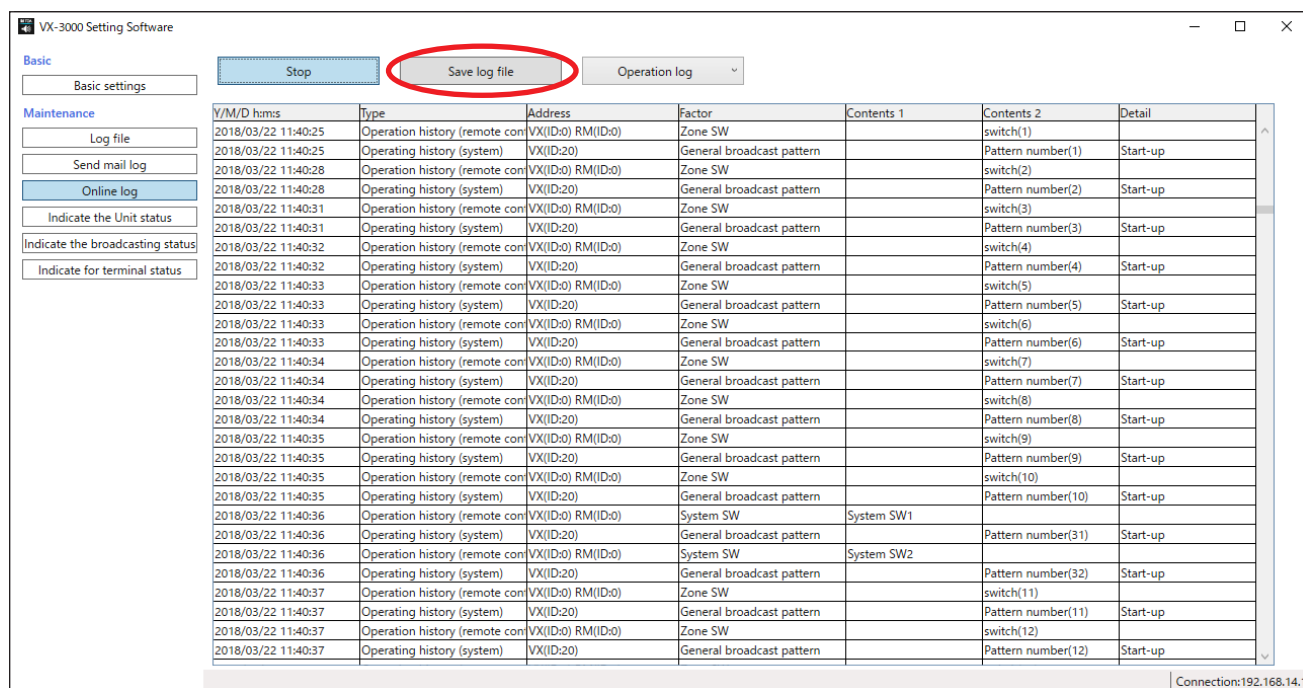 VX-3000 Setting Software
Basic
Basic settings
Maintenance
Log file
Send mail log
Online log
Indicate the Unit status
Indicate the broadcasting status
Indicate for terminal status
Stop Save log file Operation log
Y/M/D h:m:s Type Address Factor Contents 1 Contents 2 Detail
2018/03/22 11:40:25 Operation history (remote con VX(ID:0) RM(ID:0) Zone SW switch(1)
2018/03/22 11:40:25 Operating history (system) VX(ID:20) General broadcast pattern Pattern number(1) Start-up
2018/03/22 11:40:28 Operation history (remote con VX(ID:0) RM(ID:0) Zone SW switch(2)
2018/03/22 11:40:28 Operating history (system) VX(ID:20) General broadcast pattern Pattern number(2) Start-up
2018/03/22 11:40:31 Operation history (remote con VX(ID:0) RM(ID:0) Zone SW switch(3)
2018/03/22 11:40:31 Operating history (system) VX(ID:20) General broadcast pattern Pattern number(3) Start-up
2018/03/22 11:40:32 Operation history (remote con VX(ID:0) RM(ID:0) Zone SW switch(4)
2018/03/22 11:40:32 Operating history (system) VX(ID:20) General broadcast pattern Pattern number(4) Start-up
2018/03/22 11:40:33 Operation history (remote con VX(ID:0) RM(ID:0) Zone SW switch(5)
2018/03/22 11:40:33 Operating history (system) VX(ID:20) General broadcast pattern Pattern number(5) Start-up
2018/03/22 11:40:33 Operation history (remote con VX(ID:0) RM(ID:0) Zone SW switch(6)
2018/03/22 11:40:33 Operating history (system) VX(ID:20) General broadcast pattern Pattern number(6) Start-up
2018/03/22 11:40:34 Operation history (remote con VX(ID:0) RM(ID:0) Zone SW switch(7)
2018/03/22 11:40:34 Operating history (system) VX(ID:20) General broadcast pattern Pattern number(7) Start-up
2018/03/22 11:40:34 Operation history (remote con VX(ID:0) RM(ID:0) Zone SW switch(8)
2018/03/22 11:40:34 Operating history (system) VX(ID:20) General broadcast pattern Pattern number(8) Start-up
2018/03/22 11:40:35 Operation history (remote con VX(ID:0) RM(ID:0) Zone SW switch(9)
2018/03/22 11:40:35 Operating history (system) VX(ID:20) General broadcast pattern Pattern number(9) Start-up
2018/03/22 11:40:35 Operation history (remote con VX(ID:0) RM(ID:0) Zone SW switch(10)
2018/03/22 11:40:35 Operating history (system) VX(ID:20) General broadcast pattern Pattern number(10) Start-up
2018/03/22 11:40:36 Operation history (remote con VX(ID:0) RM(ID:0) System SW System SW1
2018/03/22 11:40:36 Operating history (system) VX(ID:20) General broadcast pattern Pattern number(31) Start-up
2018/03/22 11:40:36 Operation history (remote con VX(ID:0) RM(ID:0) System SW System SW2
2018/03/22 11:40:36 Operating history (system) VX(ID:20) General broadcast pattern Pattern number(32) Start-up
2018/03/22 11:40:37 Operation history (remote con VX(ID:0) RM(ID:0) Zone SW switch(11)
2018/03/22 11:40:37 Operating history (system) VX(ID:20) General broadcast pattern Pattern number(11) Start-up
2018/03/22 11:40:37 Operation history (remote con VX(ID:0) RM(ID:0) Zone SW switch(12)
2018/03/22 11:40:37 Operating history (system) VX(ID:20) General broadcast pattern Pattern number(12) Start-up
Connection:192.168.14.